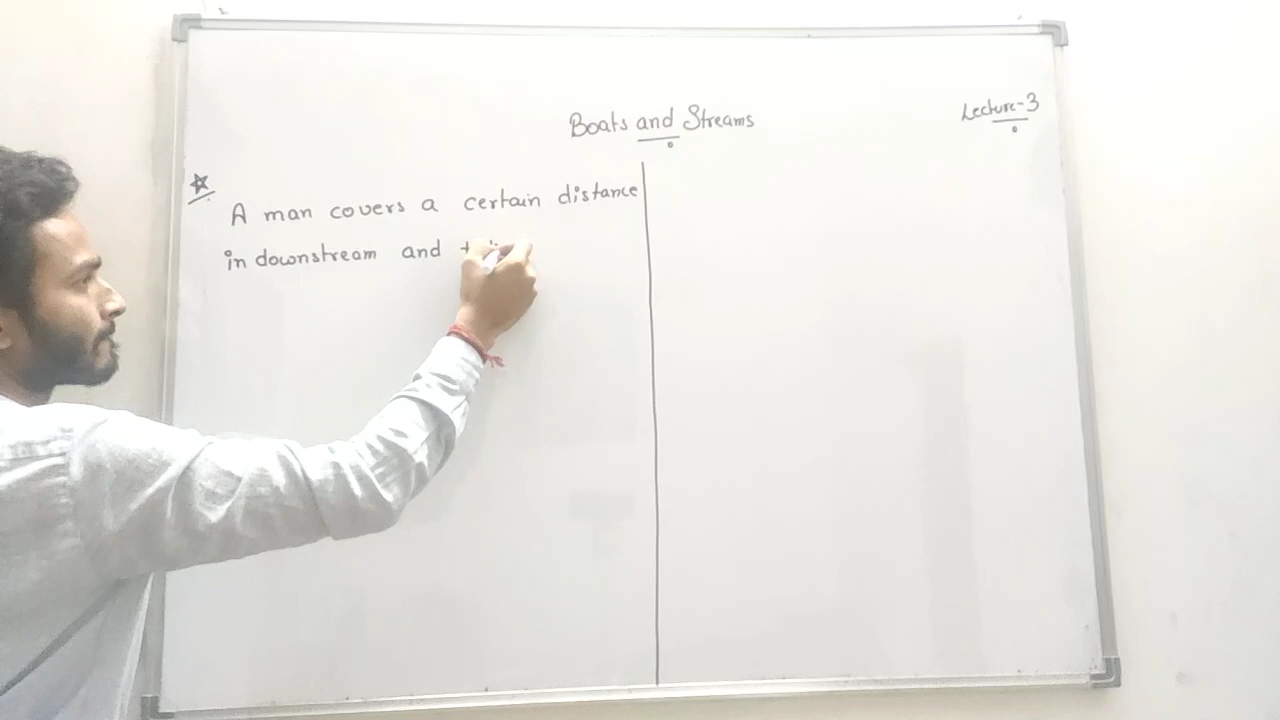 Boats and Streams
Lecture-3
A man covers a certain distance
in downstream and